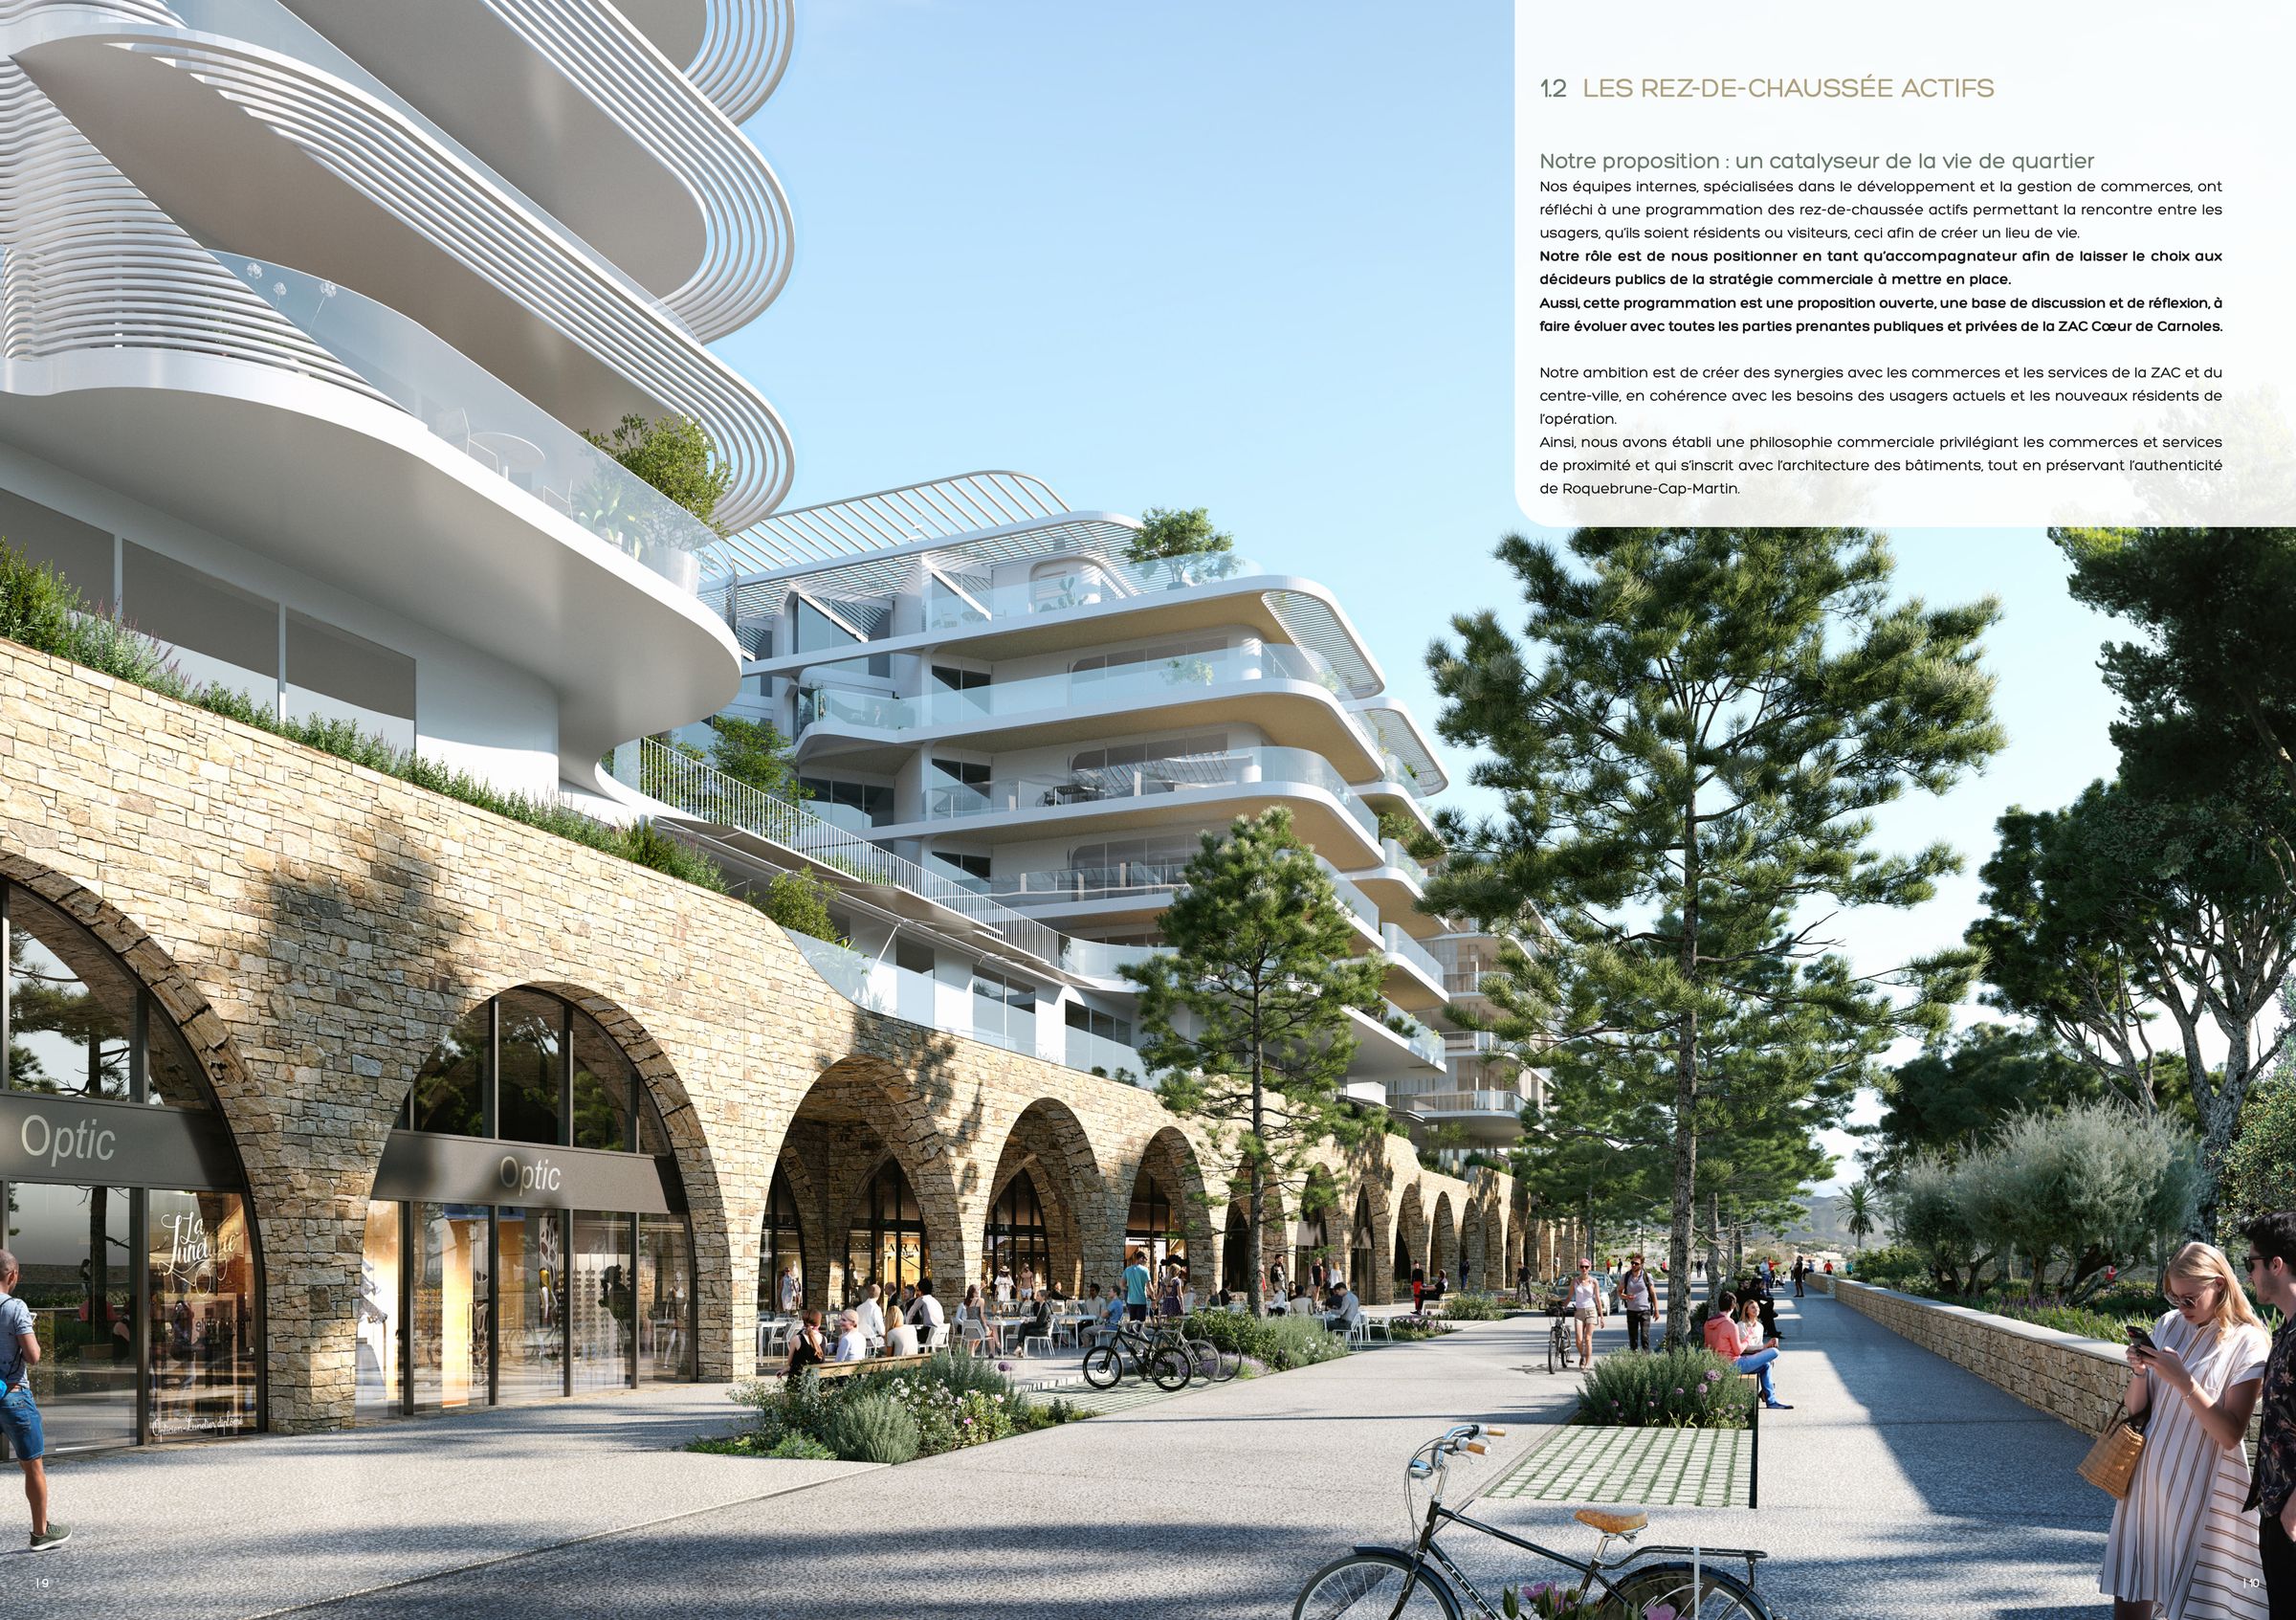 1.2 LES REZ-DE-CHAUSSÉE ACTIFS
Notre proposition : un catalyseur de la vie de quartier
Nos équipes internes, spécialisées dans le développement et la gestion de commerces, ont
réfléchi à une programmation des rez-de-chaussée actifs permettant la rencontre entre les
usagers, qu'ils soient résidents ou visiteurs, ceci afin de créer un lieu de vie.
Notre rôle est de nous positionner en tant qu'accompagnateur afin de laisser le choix aux
décideurs publics de la stratégie commerciale à mettre en place.
Aussi, cette programmation est une proposition ouverte, une base de discussion et de réflexion, à
faire évoluer avec toutes les parties prenantes publiques et privées de la ZAC Cœur de Carnoles.
Notre ambition est de créer des synergies avec les commerces et les services de la ZAC et du
centre-ville, en cohérence avec les besoins des usagers actuels et les nouveaux résidents de
l'opération.
Ainsi, nous avons établi une philosophie commerciale privilégiant les commerces et services
de proximité et qui s'inscrit avec l'architecture des bâtiments, tout en préservant l'authenticité
de Roquebrune-Cap-Martin.
Optic
Optic
La
| 9
| 10